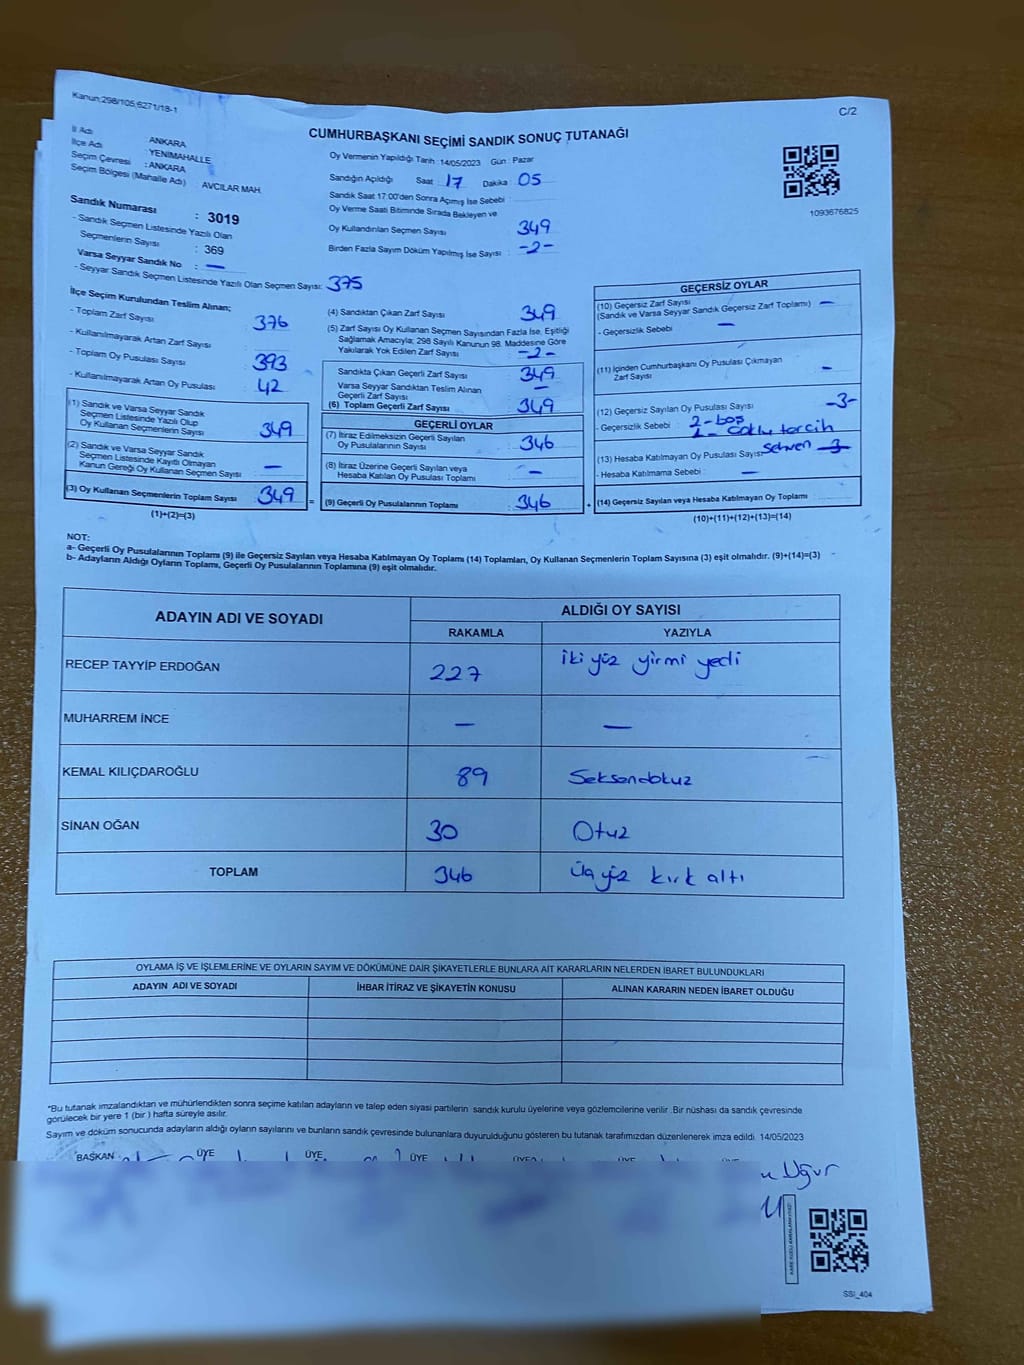 Kanun;298/105,6271/18-1
C/2
CUMHURBAŞKANI SEÇİMİ SANDIK SONUÇ TUTANAĞI
İl Adı ANKARA
İlçe Adı : YENİMAHALLE
Seçim Çevresi : ANKARA
Seçim Bölgesi (Mahalle Adı) : AVCILAR MAH.
Sandık Numarası : 3019
- Sandık Seçmen Listesinde Yazılı Olan
Seçmenlerin Sayısı : 369
Varsa Seyyar Sandık No : —
- Seyyar Sandık Seçmen Listesinde Yazılı Olan Seçmen Sayısı: 375
Oy Vermenin Yapıldığı Tarih :14/05/2023 Gün : Pazar
Sandığın Açıldığı Saat : 17 Dakika : 05
Sandık Saat 17:00'den Sonra Açımış İse Sebebi :
Oy Verme Saati Bitiminde Sırada Bekleyen ve
Oy Kullandırılan Seçmen Sayısı : 349
Birden Fazla Sayım Döküm Yapılmış İse Sayısı : -2-
1093676825
İlçe Seçim Kurulundan Teslim Alınan;
- Toplam Zarf Sayısı 376
- Kullanılmayarak Artan Zarf Sayısı :
- Toplam Oy Pusulası Sayısı : 393
- Kullanılmayarak Artan Oy Pusulası : 42
(1) Sandık ve Varsa Seyyar Sandık
Seçmen Listesinde Yazılı Olup
Oy Kullanan Seçmenlerin Sayısı : 349
(2) Sandık ve Varsa Seyyar Sandık
Seçmen Listesinde Kayıtlı Olmayan
Kanun Gereği Oy Kullanan Seçmen Sayısı : —
(3) Oy Kullanan Seçmenlerin Toplam Sayısı : 349 =
(1)+(2)=(3)
(4) Sandıktan Çıkan Zarf Sayısı : 349
(5) Zarf Sayısı Oy Kullanan Seçmen Sayısından Fazla İse, Eşitliği
Sağlamak Amacıyla; 298 Sayılı Kanunun 98. Maddesine Göre
Yakılarak Yok Edilen Zarf Sayısı : -2-
Sandıkta Çıkan Geçerli Zarf Sayısı : 349
Varsa Seyyar Sandıktan Teslim Alınan
Geçerli Zarf Sayısı : —
(6) Toplam Geçerli Zarf Sayısı : 349
GEÇERLİ OYLAR
(7) İtiraz Edilmeksizin Geçerli Sayılan
Oy Pusulalarının Sayısı : 346
(8) İtiraz Üzerine Geçerli Sayılan veya
Hesaba Katılan Oy Pusulası Toplamı : —
(9) Geçerli Oy Pusulalarının Toplamı : 346 +
GEÇERSİZ OYLAR
(10) Geçersiz Zarf Sayısı
(Sandık ve Varsa Seyyar Sandık Geçersiz Zarf Toplamı) : —
- Geçersizlik Sebebi : —
(11) İçinden Cumhurbaşkanı Oy Pusulası Çıkmayan
Zarf Sayısı : —
(12) Geçersiz Sayılan Oy Pusulası Sayısı : -3-
- Geçersizlik Sebebi : 2-boş
1- Çoklu tercih
(13) Hesaba Katılmayan Oy Pusulası Sayısı Sehven 3
- Hesaba Katılmama Sebebi : —
(14) Geçersiz Sayılan veya Hesaba Katılmayan Oy Toplamı :
(10)+(11)+(12)+(13)=(14)
NOT:
a- Geçerli Oy Pusulalarının Toplamı (9) ile Geçersiz Sayılan veya Hesaba Katılmayan Oy Toplamı (14) Toplamları, Oy Kullanan Seçmenlerin Toplam Sayısına (3) eşit olmalıdır. (9)+(14)=(3)
b- Adayların Aldığı Oyların Toplamı, Geçerli Oy Pusulalarının Toplamına (9) eşit olmalıdır.
ADAYIN ADI VE SOYADI
ALDIĞI OY SAYISI
RAKAMLA YAZIYLA
RECEP TAYYİP ERDOĞAN 227 iki yüz yirmi yedi
MUHARREM İNCE — —
KEMAL KILIÇDAROĞLU 89 Seksendokuz
SİNAN OĞAN 30 Otuz
TOPLAM 346 Üç yüz kırk altı
OYLAMA İŞ VE İŞLEMLERİNE VE OYLARIN SAYIM VE DÖKÜMÜNE DAİR ŞİKAYETLERLE BUNLARA AİT KARARLARIN NELERDEN İBARET BULUNDUKLARI
ADAYIN ADI VE SOYADI İHBAR İTİRAZ VE ŞİKAYETİN KONUSU ALINAN KARARIN NEDEN İBARET OLDUĞU
*Bu tutanak imzalandıktan ve mühürlendikten sonra seçime katılan adayların ve talep eden siyasi partilerin sandık kurulu üyelerine veya gözlemcilerine verilir. Bir nüshası da sandık çevresinde
görülecek bir yere 1 (bir ) hafta süreyle asılır.
Sayım ve döküm sonucunda adayların aldığı oyların sayılarını ve bunların sandık çevresinde bulunanlara duyurulduğunu gösteren bu tutanak tarafımızdan düzenlenerek imza edildi. 14/05/2023
BAŞKAN ÜYE ÜYE ÜYE ÜYE ÜYE
Uğur
SSİ_404